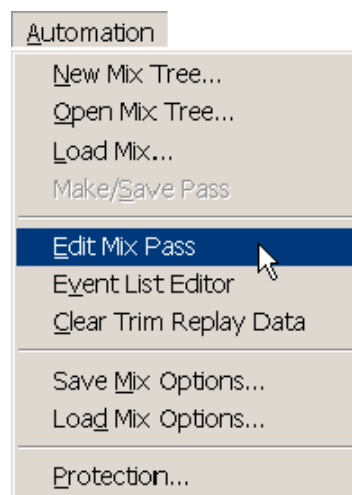 Automation
New Mix Tree...
Open Mix Tree...
Load Mix...
Make/Save Pass
Edit Mix Pass
Event List Editor
Clear Trim Replay Data
Save Mix Options...
Load Mix Options...
Protection...